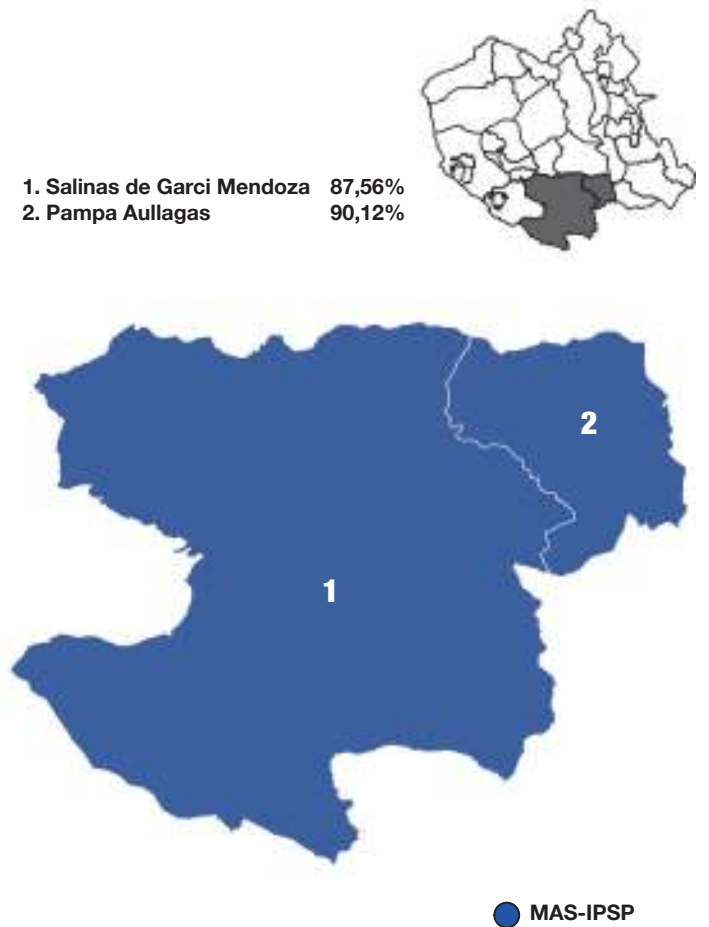 1. Salinas de Garci Mendoza 87,56%
2. Pampa Aullagas 90,12%
2
1
MAS-IPSP